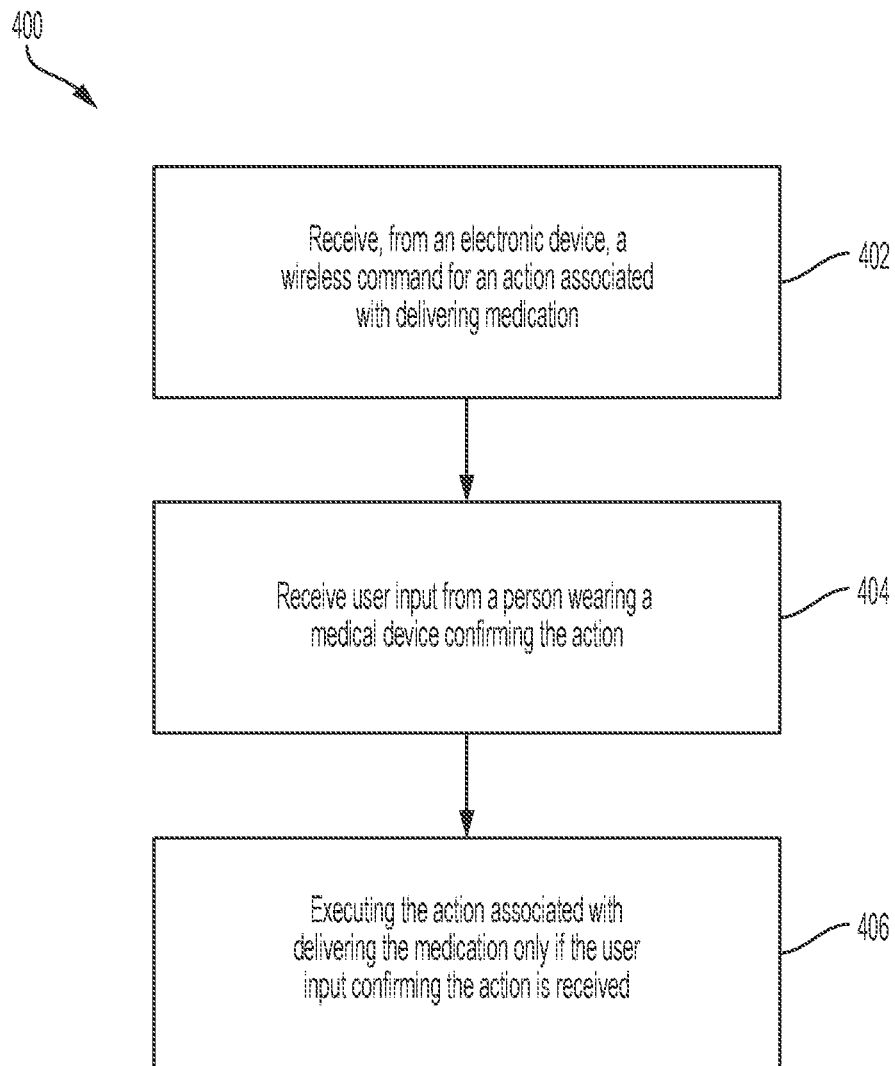 400
Receive, from an electronic device, a
wireless command for an action associated
with delivering medication
402
Receive user input from a person wearing a
medical device confirming the action
404
Executing the action associated with
delivering the medication only if the user
input confirming the action is received
406